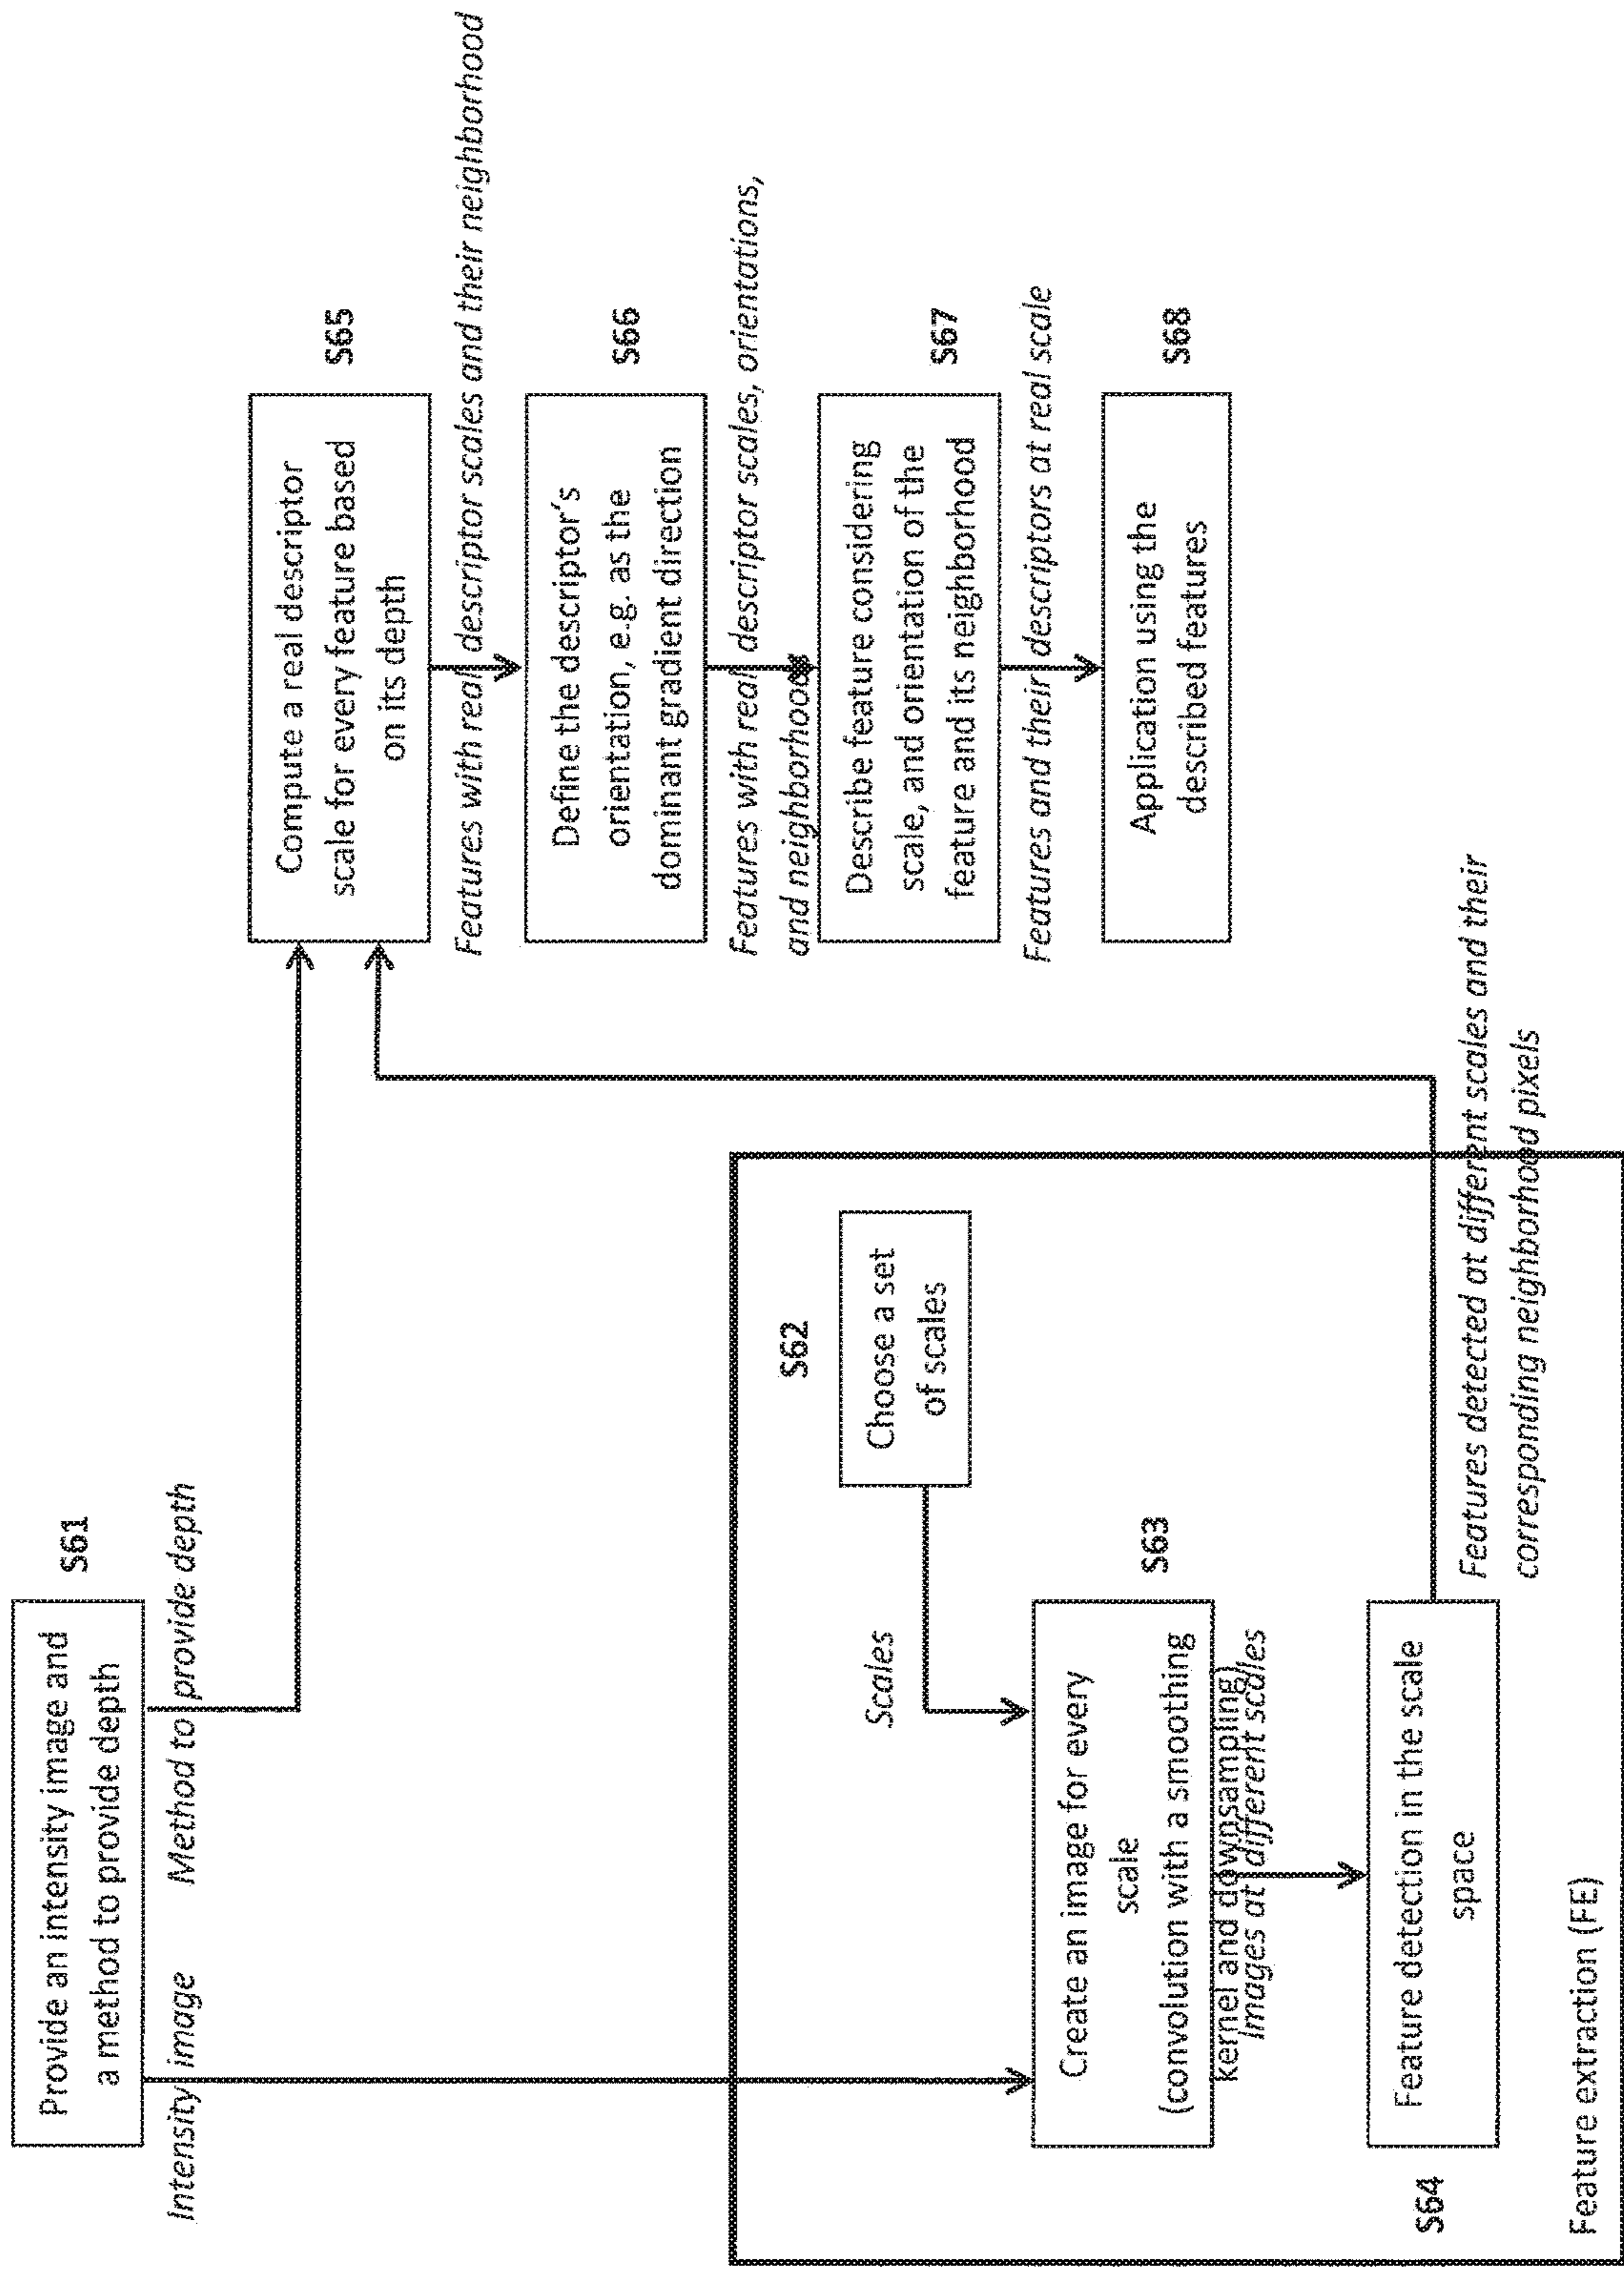 S61
Provide an intensity image and
a method to provide depth
Intensity image
Method to provide depth
S62
Choose a set
of scales
Scales
S63
Create an image for every
scale
(convolution with a smoothing
kernel and downsampling)
Images at different scales
S64
Feature detection in the scale
space
Feature extraction (FE)
Features detected at different scales and their
corresponding neighborhood pixels
S65
Compute a real descriptor
scale for every feature based
on its depth
Features with real descriptor scales and their neighborhood
S66
Define the descriptor's
orientation, e.g. as the
dominant gradient direction
Features with real descriptor scales, orientations,
and neighborhoods
S67
Describe feature considering
scale, and orientation of the
feature and its neighborhood
Features and their descriptors at real scale
S68
Application using the
described features